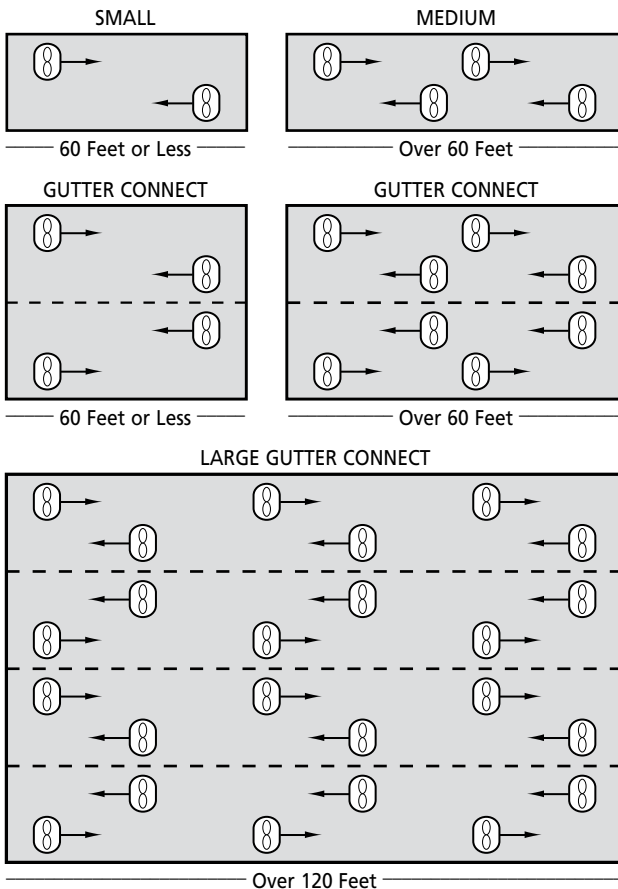 SMALL
MEDIUM
60 Feet or Less
Over 60 Feet
GUTTER CONNECT
GUTTER CONNECT
60 Feet or Less
Over 60 Feet
LARGE GUTTER CONNECT
Over 120 Feet